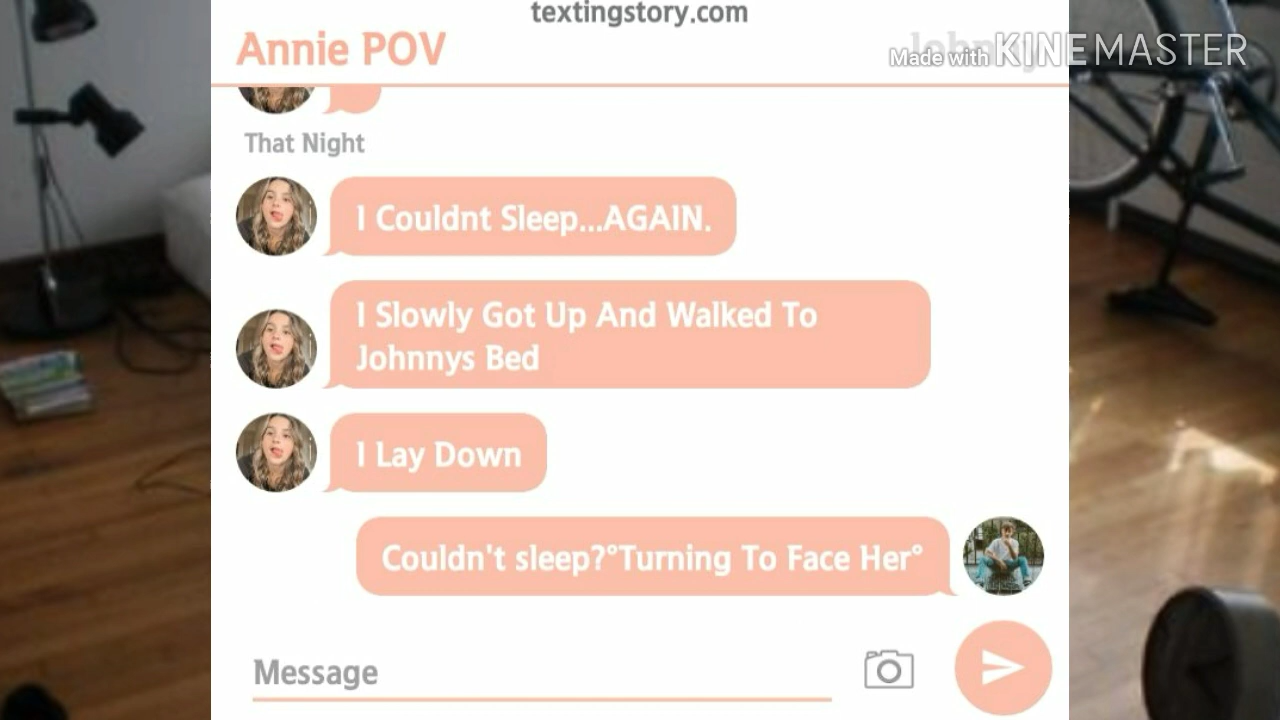 textingstory.com
Annie POV
Made with KINEMASTER
That Night
I Couldnt Sleep...AGAIN.
I Slowly Got Up And Walked To
Johnnys Bed
I Lay Down
Couldn't sleep?°Turning To Face Her°
Message